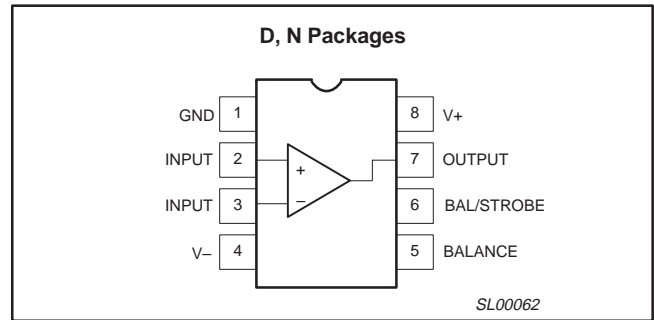 D, N Packages
GND 1
8 V+
INPUT 2
+
7 OUTPUT
INPUT 3
–
6 BAL/STROBE
V– 4
5 BALANCE
SL00062